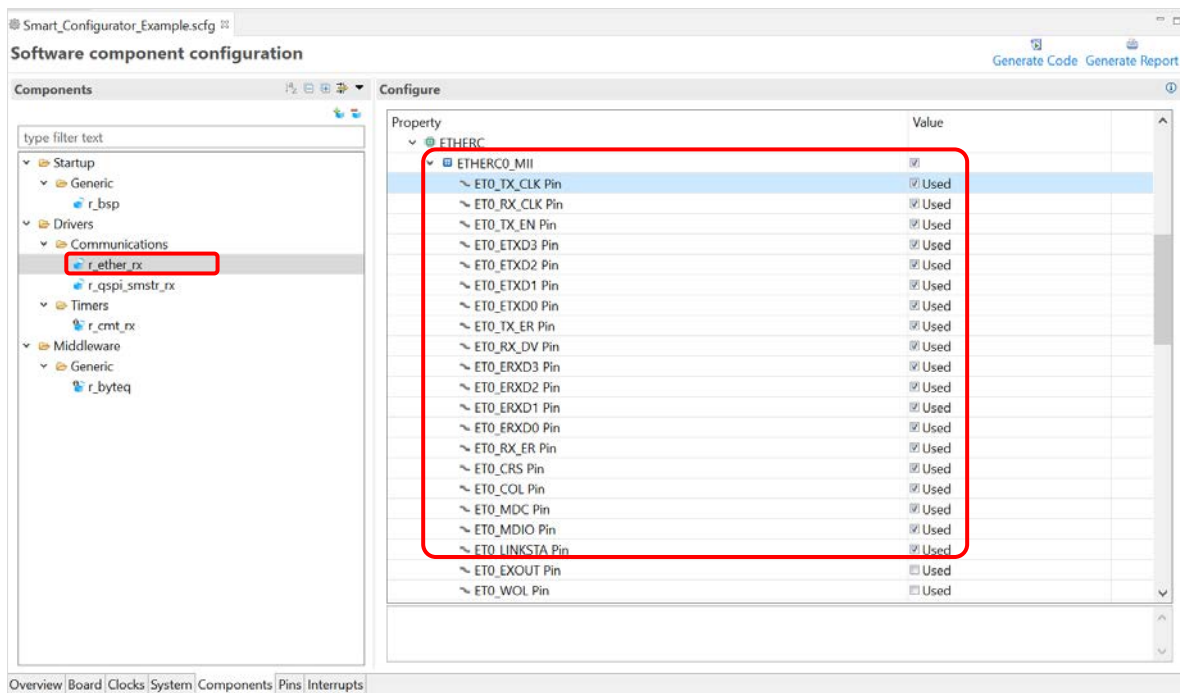 Smart_Configurator_Example.scfg
Software component configuration
Generate Code Generate Report
Components
Configure
type filter text
Startup
Generic
r_bsp
Drivers
Communications
r_ether_rx
r_qspi_smstr_rx
Timers
r_cmt_rx
Middleware
Generic
r_byteq
Property Value
ETHERC
ETHERC0_MII
ET0_TX_CLK Pin Used
ET0_RX_CLK Pin Used
ET0_TX_EN Pin Used
ET0_ETXD3 Pin Used
ET0_ETXD2 Pin Used
ET0_ETXD1 Pin Used
ET0_ETXD0 Pin Used
ET0_TX_ER Pin Used
ET0_RX_DV Pin Used
ET0_ERXD3 Pin Used
ET0_ERXD2 Pin Used
ET0_ERXD1 Pin Used
ET0_ERXD0 Pin Used
ET0_RX_ER Pin Used
ET0_CRS Pin Used
ET0_COL Pin Used
ET0_MDC Pin Used
ET0_MDIO Pin Used
ET0_LINKSTA Pin Used
ET0_EXOUT Pin Used
ET0_WOL Pin Used
Overview Board Clocks System Components Pins Interrupts